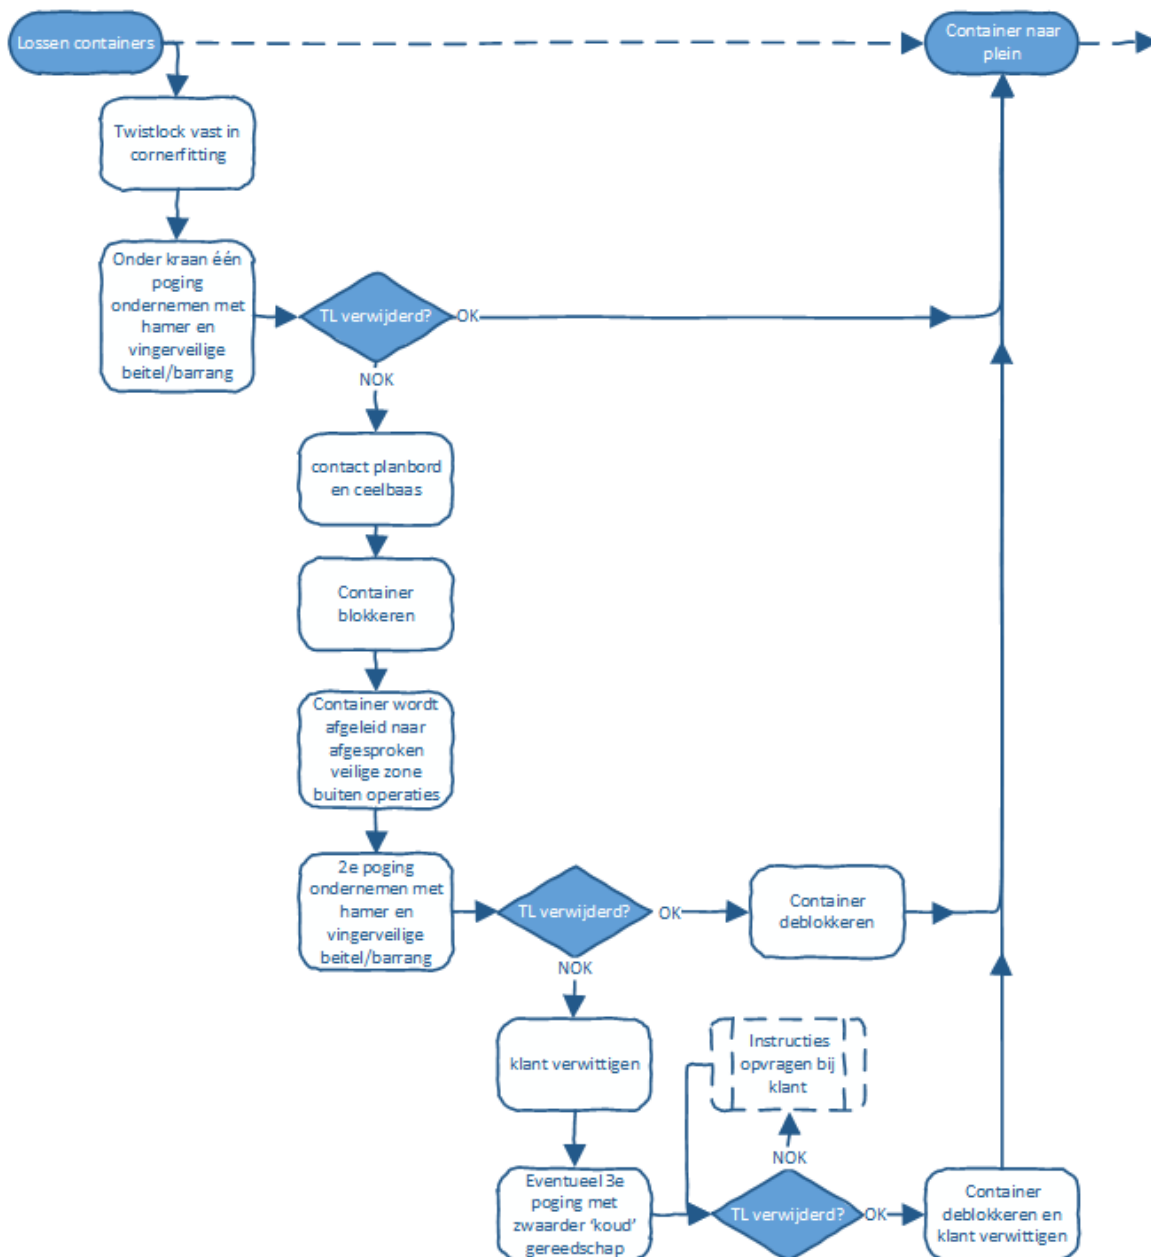 Lossen containers
Container naar
plein
Twistlock vast in
cornerfitting
Onder kraan één
poging
ondernemen met
hamer en
vingerveilige
beitel/barrang
TL verwijderd?
OK
NOK
contact planbord
en ceelbaas
Container
blokkeren
Container wordt
afgeleid naar
afgesproken
veilige zone
buiten operaties
2e poging
ondernemen met
hamer en
vingerveilige
beitel/barrang
TL verwijderd?
OK
Container
deblokkeren
NOK
klant verwittigen
Instructies
opvragen bij
klant
Eventueel 3e
poging met
zwaarder ‘koud’
gereedschap
NOK
TL verwijderd?
OK
Container
deblokkeren en
klant verwittigen